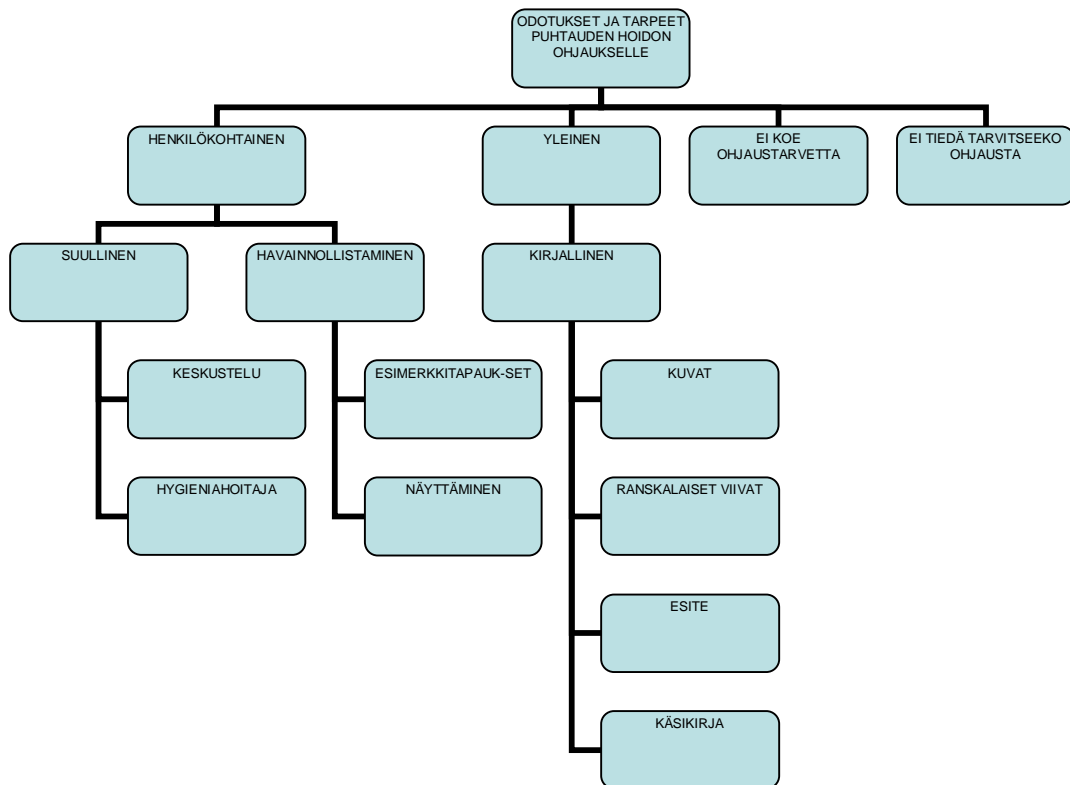 ODOTUKSET JA TARPEET
PUHTAUDEN HOIDON
OHJAUKSELLE
HENKILÖKOHTAINEN
YLEINEN
EI KOE
OHJAUSTARVETTA
EI TIEDÄ TARVITSEEKO
OHJAUSTA
SUULLINEN
HAVAINNOLLISTAMINEN
KIRJALLINEN
KESKUSTELU
ESIMERKKITAPAUK-SET
KUVAT
HYGIENIAHOITAJA
NÄYTTÄMINEN
RANSKALAISET VIIVAT
ESITE
KÄSIKIRJA